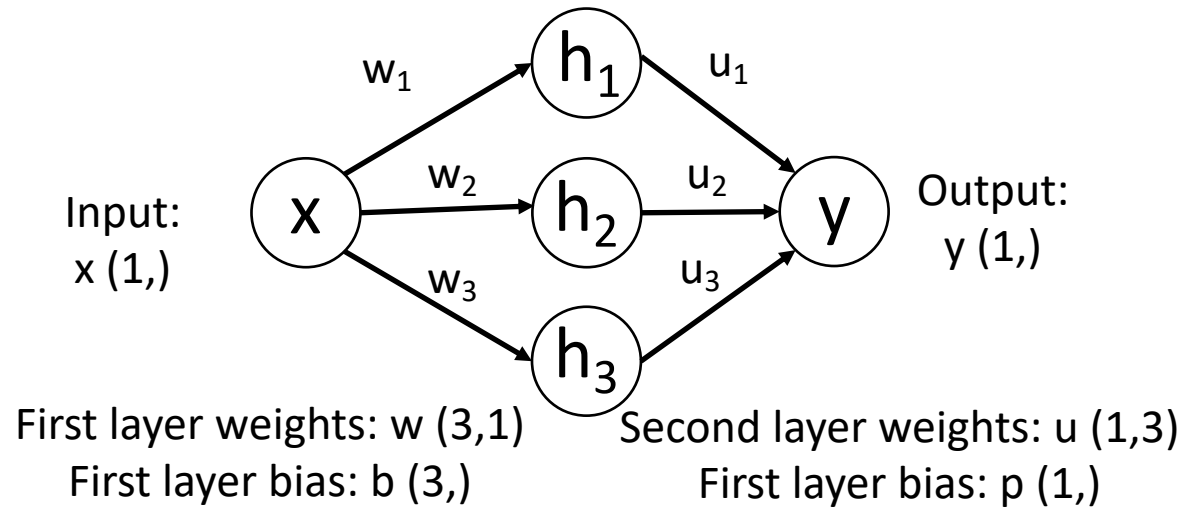 w₁
h₁
u₁
Input:
x (1,)
x
w₂
h₂
u₂
y
Output:
y (1,)
w₃
h₃
u₃
First layer weights: w (3,1)
First layer bias: b (3,)
Second layer weights: u (1,3)
First layer bias: p (1,)